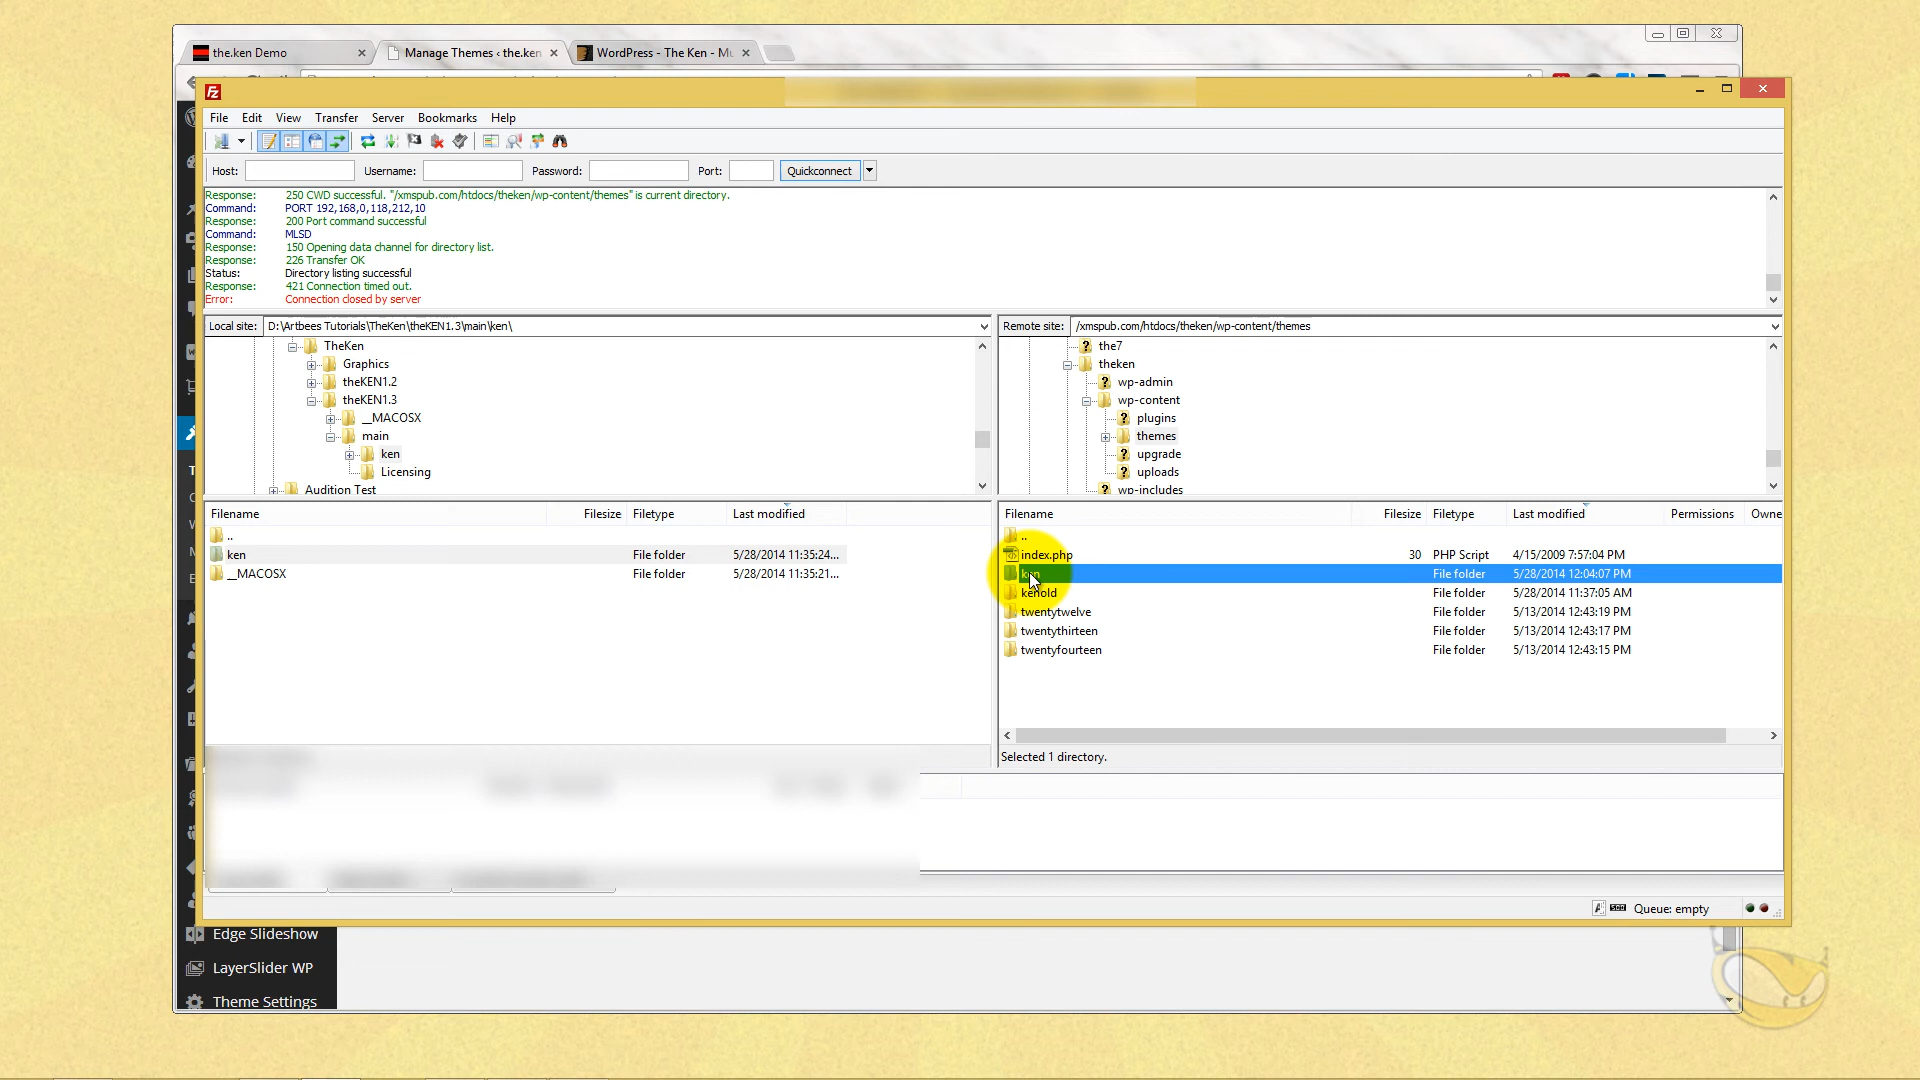 the.ken Demo
Manage Themes ‹ the.ken
WordPress - The Ken - Mu
File Edit View Transfer Server Bookmarks Help
Host: Username: Password: Port: Quickconnect
Response: 250 CWD successful. "/xmspub.com/htdocs/theken/wp-content/themes" is current directory.
Command: PORT 192,168,0,118,212,10
Response: 200 Port command successful
Command: MLSD
Response: 150 Opening data channel for directory list.
Response: 226 Transfer OK
Status: Directory listing successful
Response: 421 Connection timed out.
Error: Connection closed by server
Local site: D:\Artbees Tutorials\TheKen\theKEN1.3\main\ken\
TheKen
Graphics
theKEN1.2
theKEN1.3
__MACOSX
main
ken
Licensing
Audition Test
Remote site: /xmspub.com/htdocs/theken/wp-content/themes
the7
theken
wp-admin
wp-content
plugins
themes
upgrade
uploads
wp-includes
Filename Filesize Filetype Last modified
..
ken File folder 5/28/2014 11:35:24...
__MACOSX File folder 5/28/2014 11:35:21...
Filename Filesize Filetype Last modified Permissions Owne
..
index.php 30 PHP Script 4/15/2009 7:57:04 PM
ken File folder 5/28/2014 12:04:07 PM
kenold File folder 5/28/2014 11:37:05 AM
twentytwelve File folder 5/13/2014 12:43:19 PM
twentythirteen File folder 5/13/2014 12:43:17 PM
twentyfourteen File folder 5/13/2014 12:43:15 PM
Selected 1 directory.
Queue: empty
Edge Slideshow
LayerSlider WP
Theme Settings